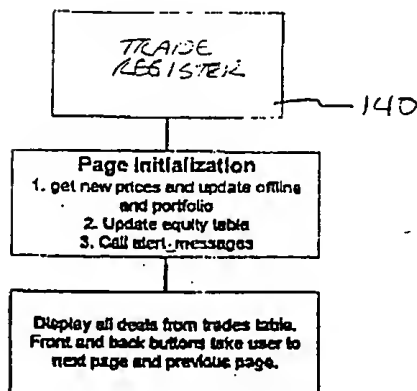 TRADE
REGISTER
140
Page Initialization
1. get new prices and update offline
and portfolio
2. Update equity table
3. Call alert_messages
Display all deals from trades table.
Front and back buttons take user to
next page and previous page.